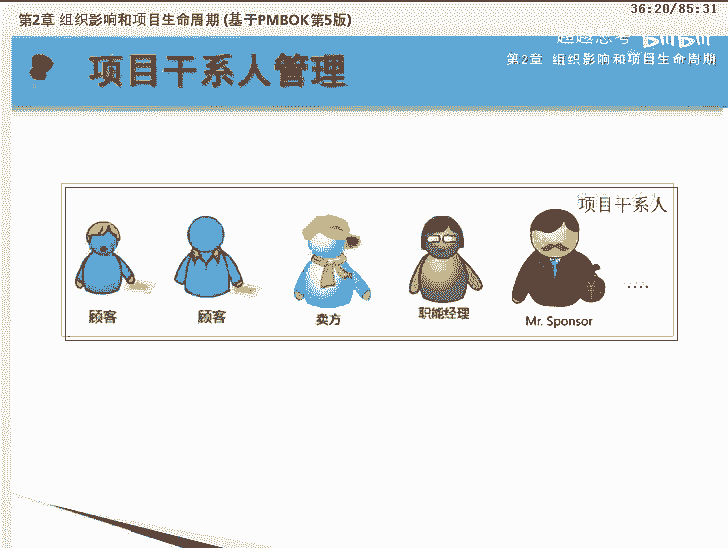 36:20/85:31
第2章 组织影响和项目生命周期 (基于PMBOK第5版)
第2章 组织影响和项目生命周期
项目干系人管理
项目干系人
顾客
顾客
卖方
职能经理
Mr. Sponsor
....